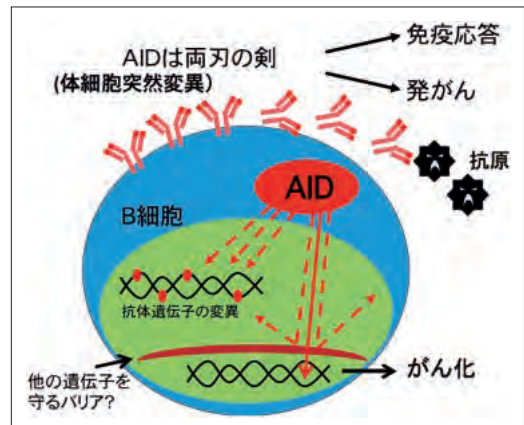 AIDは両刃の剣
(体細胞突然変異)
免疫応答
発がん
抗原
AID
B細胞
抗体遺伝子の変異
他の遺伝子を
守るバリア?
がん化